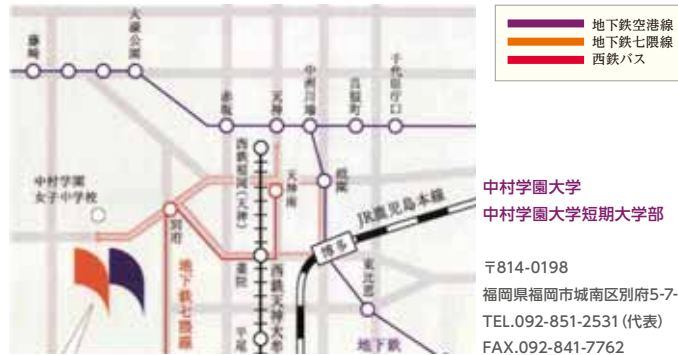 地下鉄空港線
地下鉄七隈線
西鉄バス
藤崎
大濠公園
赤坂
天神
中洲川端
呉服町
千代県庁口
西鉄福岡(天神)
天神南
祇園
中村学園
女子中学校
別府
JR鹿児島本線
博多
薬院
東比恵
地下鉄七隈線
西鉄天神大牟
平尾
地下鉄
中村学園大学
中村学園大学短期大学部
〒814-0198
福岡県福岡市城南区別府5-7-
TEL.092-851-2531 (代表)
FAX.092-841-7762